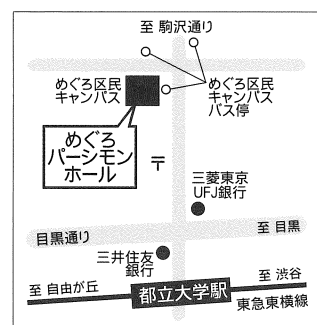 至 駒沢通り
めぐろ区民
キャンパス
めぐろ区民
キャンパス
バス停
めぐろ
パーシモン
ホール
〒
三菱東京
UFJ銀行
目黒通り
至 目黒
三井住友
銀行
至 自由が丘
都立大学駅
至 渋谷
東急東横線